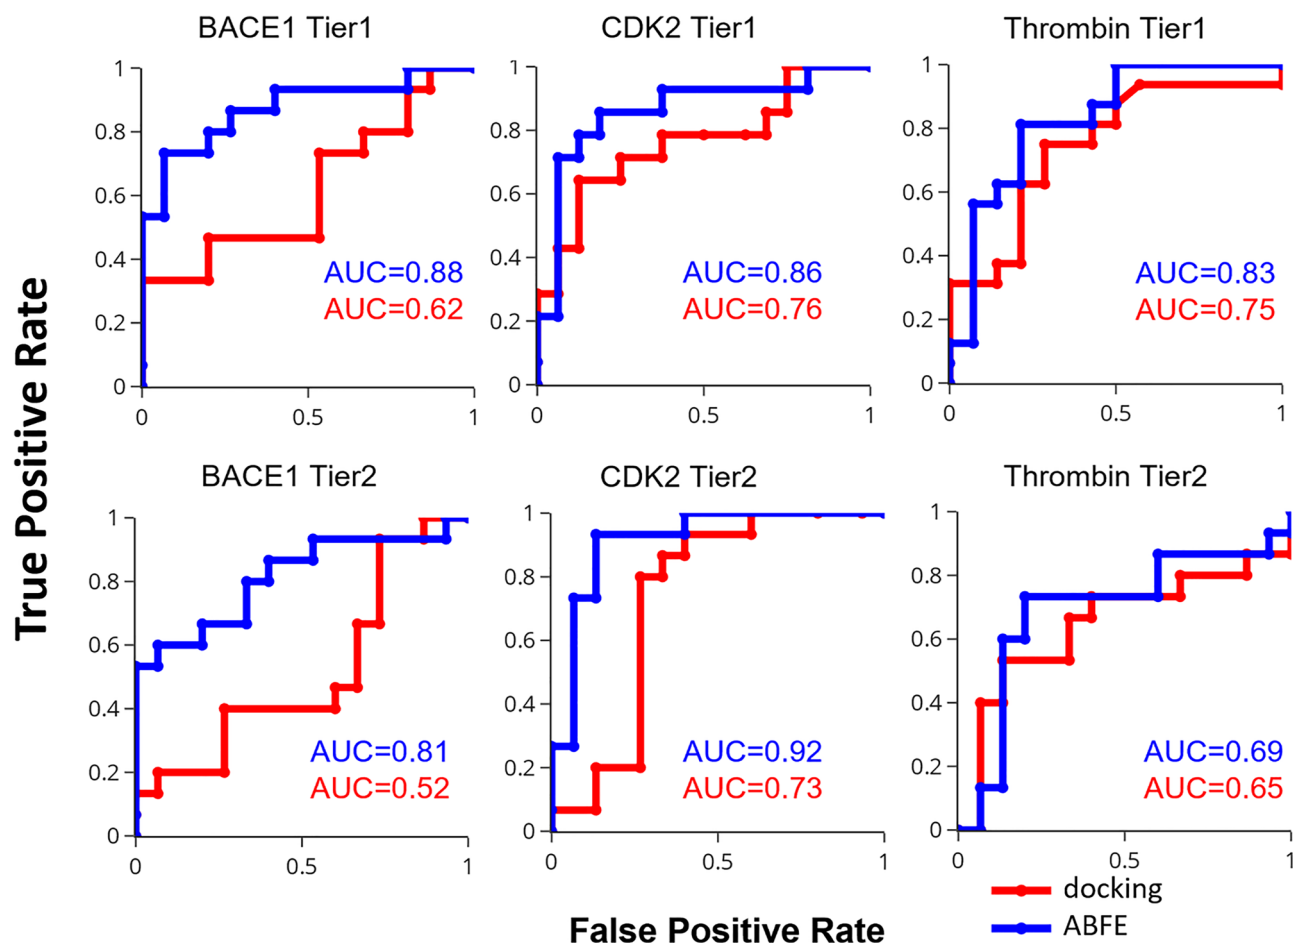 BACE1 Tier1
CDK2 Tier1
Thrombin Tier1
1
0.8
0.6
0.4
0.2
0
0
0.5
1
AUC=0.88
AUC=0.62
1
0.8
0.6
0.4
0.2
0
0
0.5
1
AUC=0.86
AUC=0.76
1
0.8
0.6
0.4
0.2
0
0
0.5
1
AUC=0.83
AUC=0.75
True Positive Rate
BACE1 Tier2
CDK2 Tier2
Thrombin Tier2
1
0.8
0.6
0.4
0.2
0
0
0.5
1
AUC=0.81
AUC=0.52
1
0.8
0.6
0.4
0.2
0
0
0.5
1
AUC=0.92
AUC=0.73
1
0.8
0.6
0.4
0.2
0
0
0.5
1
AUC=0.69
AUC=0.65
docking
ABFE
False Positive Rate